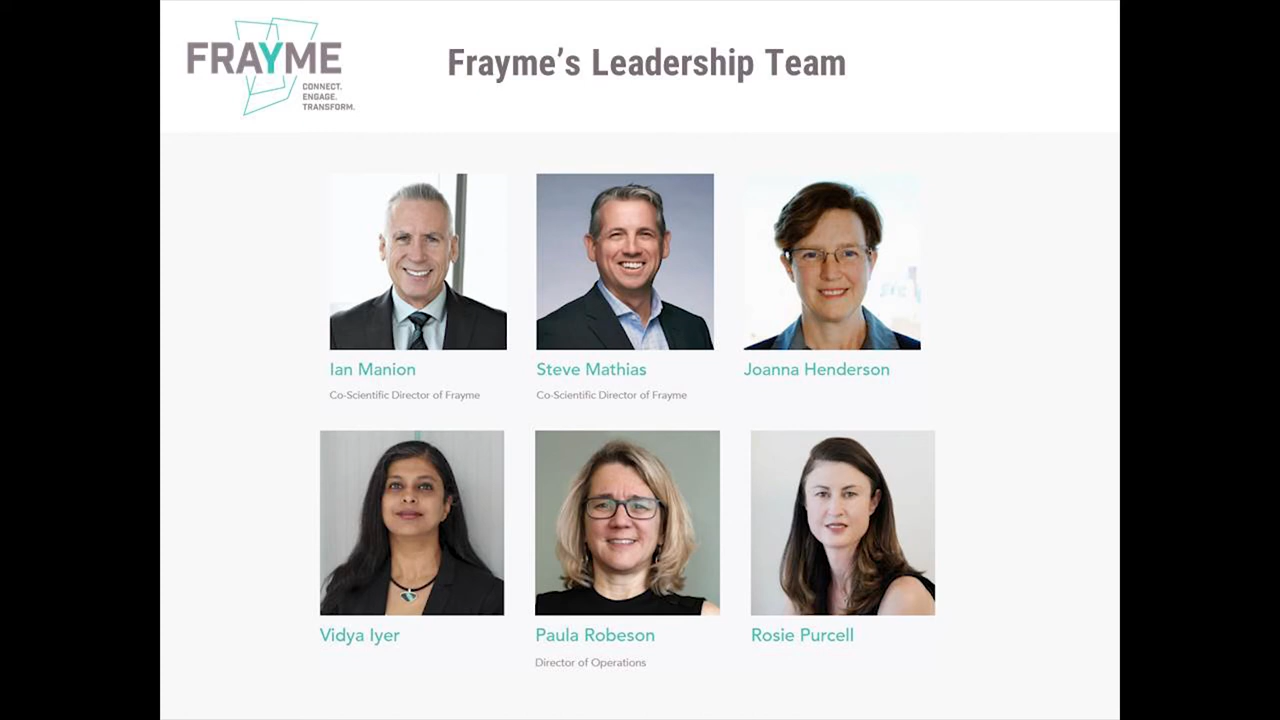 FRAYME
CONNECT.
ENGAGE.
TRANSFORM.
Frayme's Leadership Team
Ian Manion
Co-Scientific Director of Frayme
Steve Mathias
Co-Scientific Director of Frayme
Joanna Henderson
Vidya Iyer
Paula Robeson
Director of Operations
Rosie Purcell